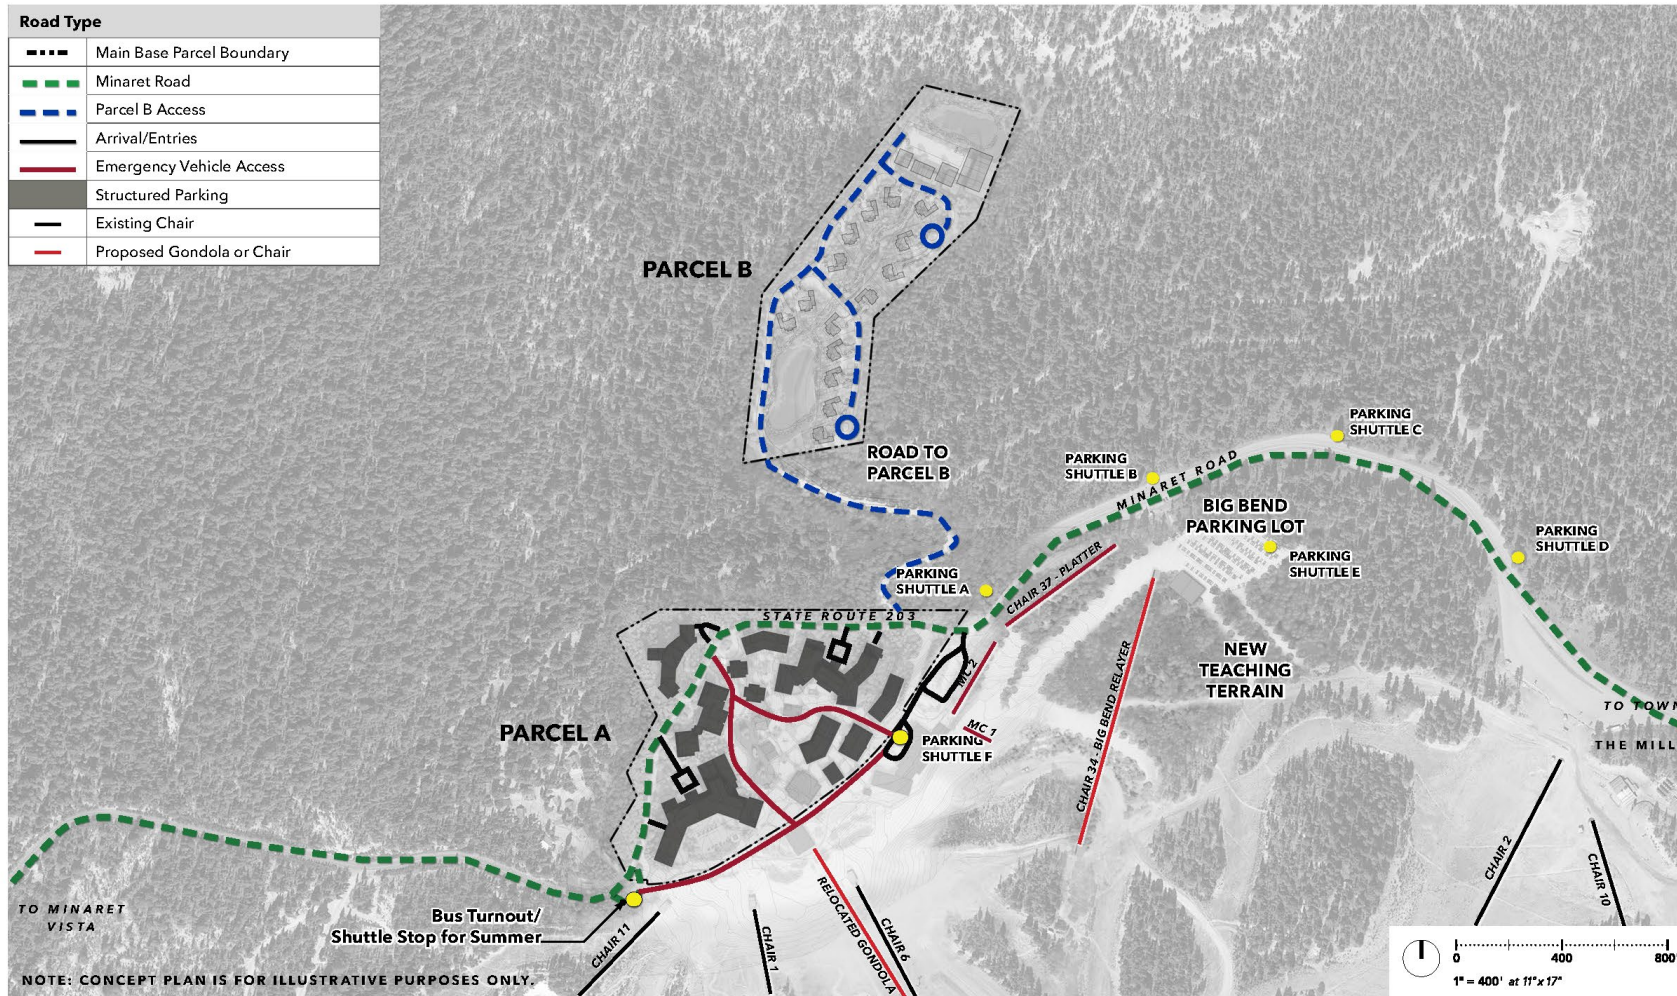 Road Type
Main Base Parcel Boundary
Minaret Road
Parcel B Access
Arrival/Entries
Emergency Vehicle Access
Structured Parking
Existing Chair
Proposed Gondola or Chair
PARCEL B
ROAD TO
PARCEL B
PARKING
SHUTTLE C
PARKING
SHUTTLE B
MINARET ROAD
BIG BEND
PARKING LOT
PARKING
SHUTTLE D
PARKING
SHUTTLE E
PARKING
SHUTTLE A
CHAIR 37 - PLATTER
STATE ROUTE 203
MC 2
NEW
TEACHING
TERRAIN
CHAIR 34 - BIG BEND RELAYER
PARCEL A
MC 1
PARKING
SHUTTLE F
TO TOWN
THE MILL
CHAIR 2
CHAIR 10
TO MINARET
VISTA
Bus Turnout/
Shuttle Stop for Summer
CHAIR 11
CHAIR 1
RELOCATED GONDOLA
CHAIR 6
NOTE: CONCEPT PLAN IS FOR ILLUSTRATIVE PURPOSES ONLY.
0 400 800'
1" = 400' at 11"x 17"